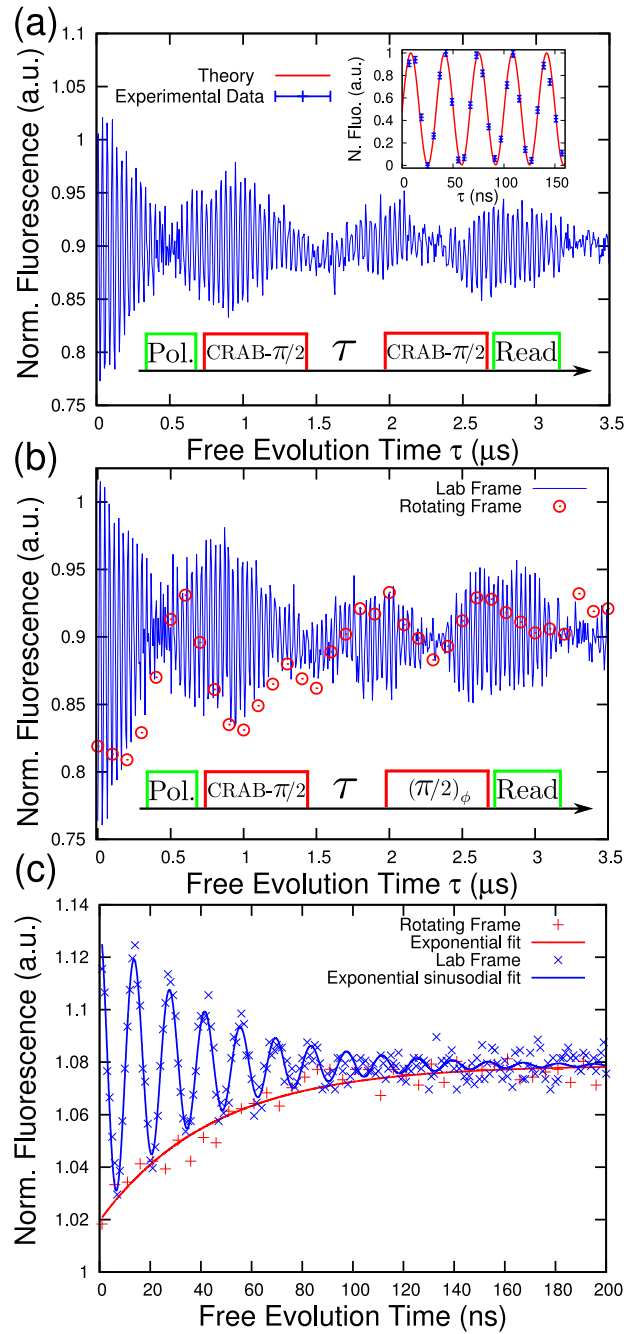 (a)
1.1
1.05
1
0.95
0.9
0.85
0.8
0.75
Norm. Fluorescence (a.u.)
Theory
Experimental Data
1
0.8
0.6
0.4
0.2
0
N. Fluo. (a.u.)
0 50 100 150
τ (ns)
Pol. CRAB-π/2 τ CRAB-π/2 Read
0 0.5 1 1.5 2 2.5 3 3.5
Free Evolution Time τ (μs)
(b)
1
0.95
0.9
0.85
0.8
0.75
Norm. Fluorescence (a.u.)
Lab Frame
Rotating Frame
Pol. CRAB-π/2 τ (π/2)ϕ Read
0 0.5 1 1.5 2 2.5 3 3.5
Free Evolution Time τ (μs)
(c)
1.14
1.12
1.1
1.08
1.06
1.04
1.02
1
Norm. Fluorescence (a.u.)
Rotating Frame
Exponential fit
Lab Frame
Exponential sinusodial fit
0 20 40 60 80 100 120 140 160 180 200
Free Evolution Time (ns)